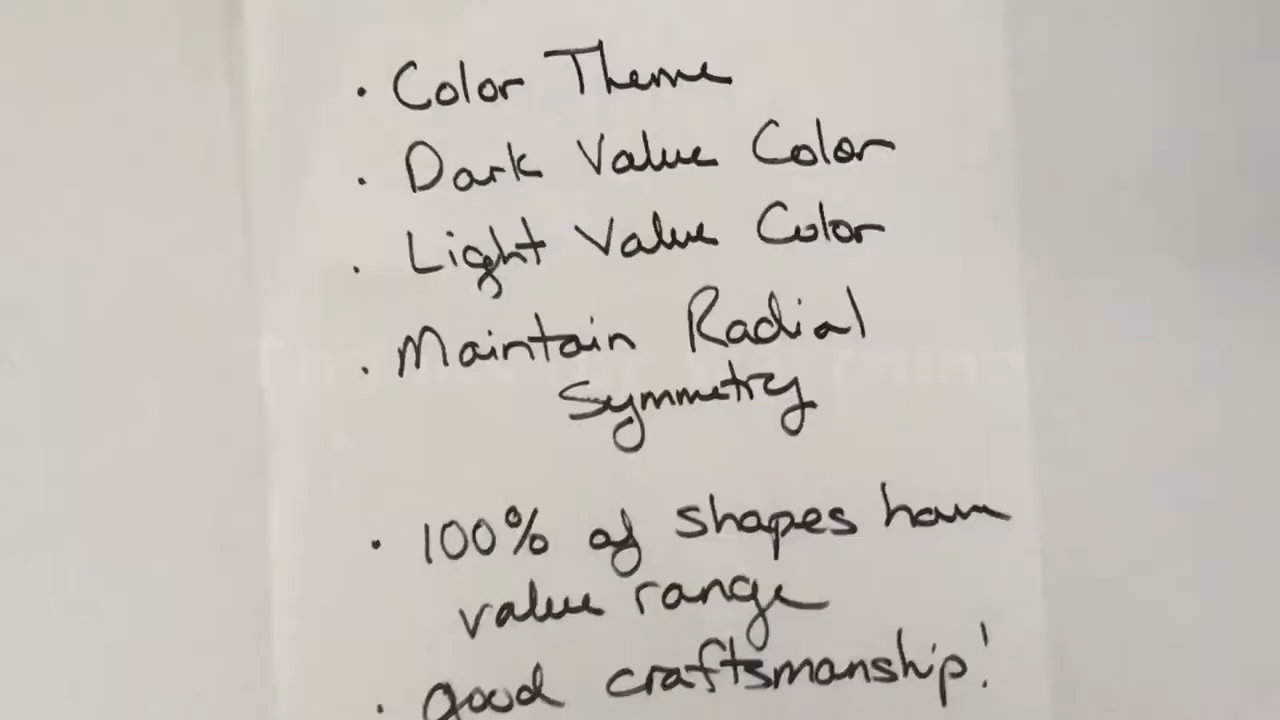 · Color Theme
· Dark Value Color
· Light Value Color
· Maintain Radial
Symmetry
· 100% of shapes have
value range
· good craftsmanship!